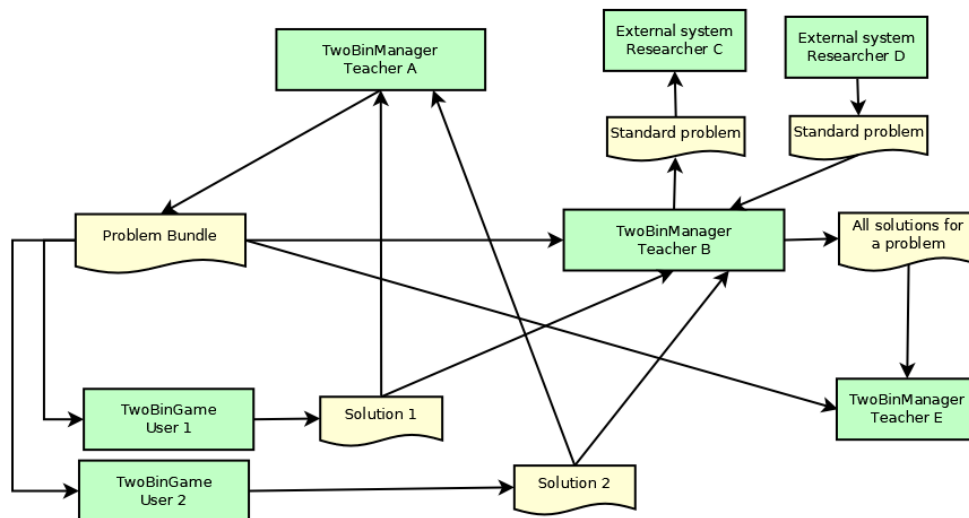 TwoBinManager
Teacher A
External system
Researcher C
External system
Researcher D
Standard problem
Standard problem
Problem Bundle
TwoBinManager
Teacher B
All solutions for
a problem
TwoBinGame
User 1
Solution 1
TwoBinManager
Teacher E
TwoBinGame
User 2
Solution 2